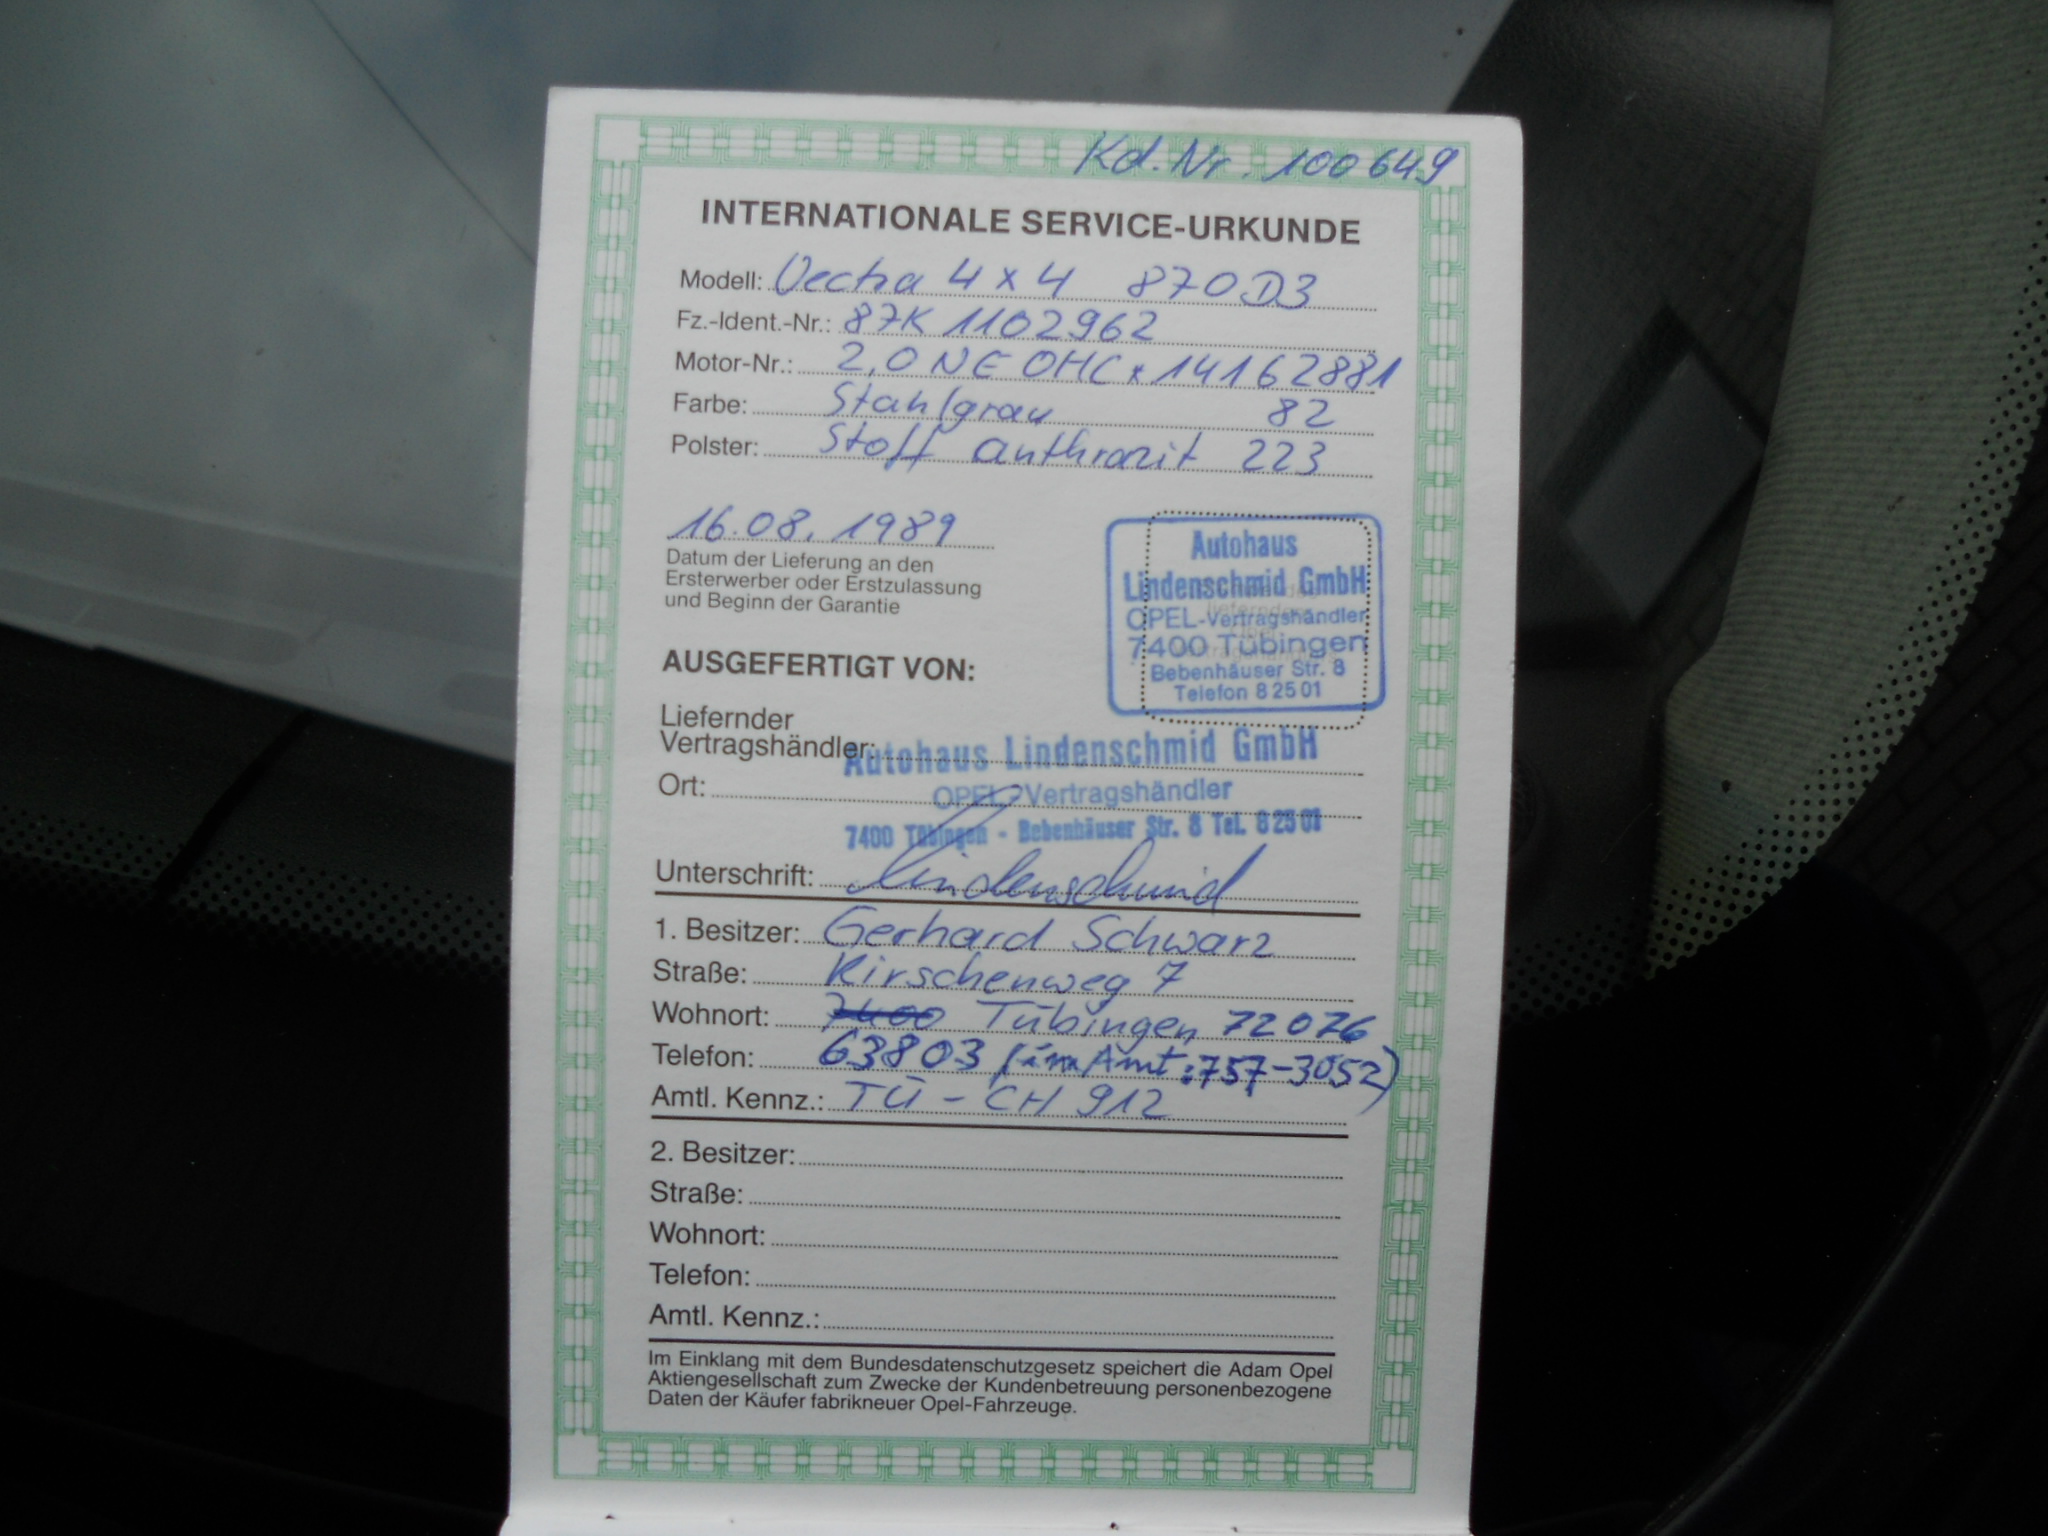 Kd. Nr. 100649
INTERNATIONALE SERVICE-URKUNDE
Modell: Vectra 4x4 870D3
Fz.-Ident.-Nr.: 87K 1102962
Motor-Nr.: 2,0 NE OHC x 14162881
Farbe: Stahlgrau 82
Polster: Stoff anthrazit 223
16.08.1989
Datum der Lieferung an den
Ersterwerber oder Erstzulassung
und Beginn der Garantie
Autohaus
Lindenschmid GmbH
OPEL-Vertragshändler
7400 Tübingen
Bebenhäuser Str. 8
Telefon 8 25 01
AUSGEFERTIGT VON:
Liefernder
Vertragshändler: Autohaus Lindenschmid GmbH
Ort: OPEL-Vertragshändler
7400 Tübingen - Bebenhäuser Str. 8 Tel. 8 25 01
Unterschrift: Lindenschmid
1. Besitzer: Gerhard Schwarz
Straße: Kirschenweg 7
Wohnort: 7400 Tübingen 72076
Telefon: 63803 (im Amt: 757-3052)
Amtl. Kennz.: TÜ - CH 912
2. Besitzer:
Straße:
Wohnort:
Telefon:
Amtl. Kennz.:
Im Einklang mit dem Bundesdatenschutzgesetz speichert die Adam Opel
Aktiengesellschaft zum Zwecke der Kundenbetreuung personenbezogene
Daten der Käufer fabrikneuer Opel-Fahrzeuge.